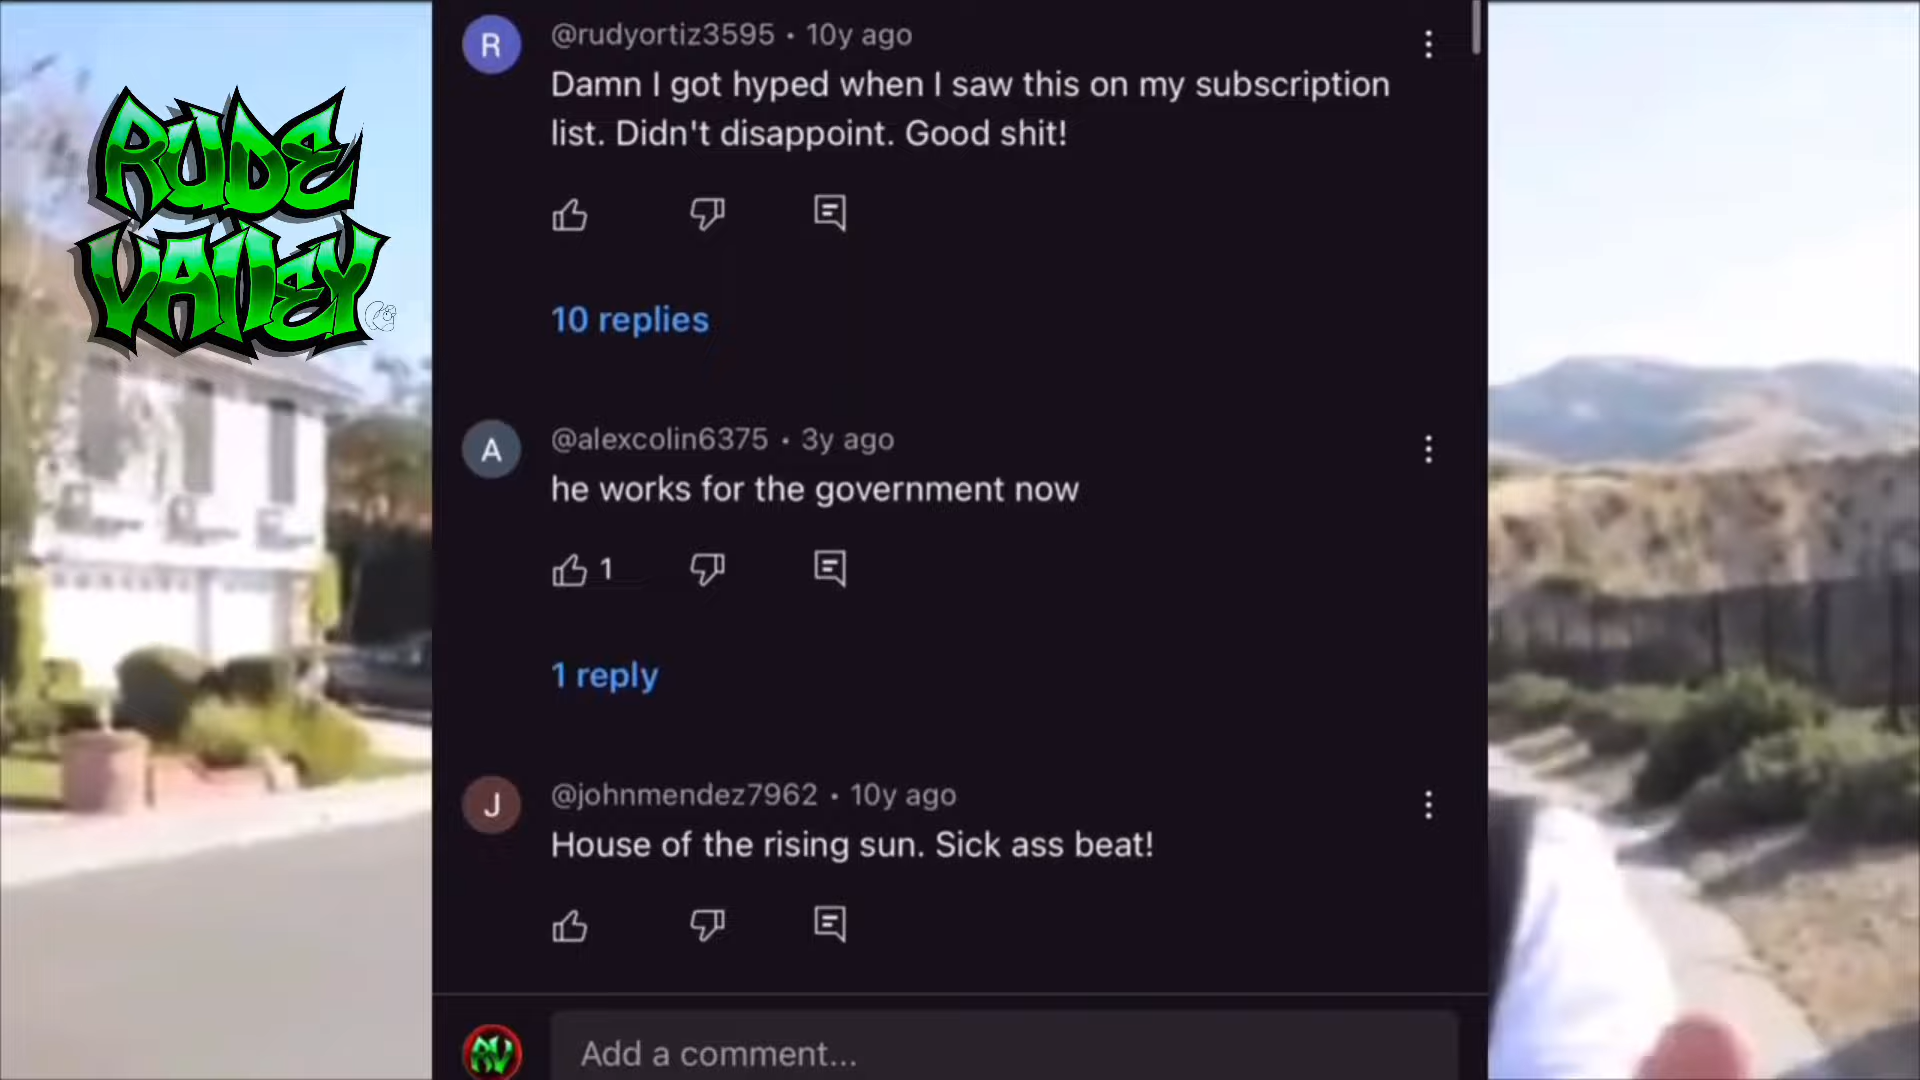 RUDE
VALLEY
R
@rudyortiz3595 • 10y ago
Damn I got hyped when I saw this on my subscription
list. Didn't disappoint. Good shit!
10 replies
A
@alexcolin6375 • 3y ago
he works for the government now
1
1 reply
J
@johnmendez7962 • 10y ago
House of the rising sun. Sick ass beat!
RV
Add a comment...